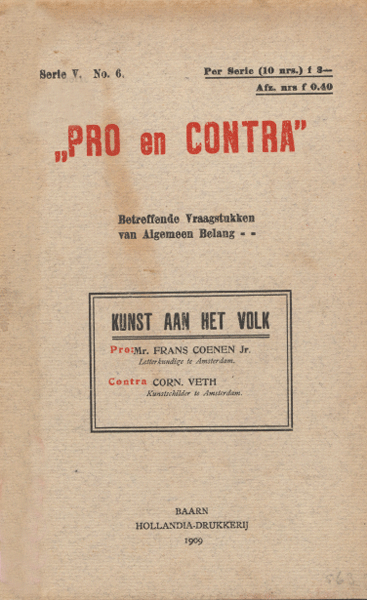 Serie V. No. 6.
Per Serie (10 nrs.) f 3—
Afz. nrs f 0.40
„PRO en CONTRA”
Betreffende Vraagstukken
van Algemeen Belang - -
KUNST AAN HET VOLK
Pro: Mr. FRANS COENEN Jr.
Letterkundige te Amsterdam.
Contra CORN. VETH
Kunstschilder te Amsterdam.
BAARN
HOLLANDIA-DRUKKERIJ
1909